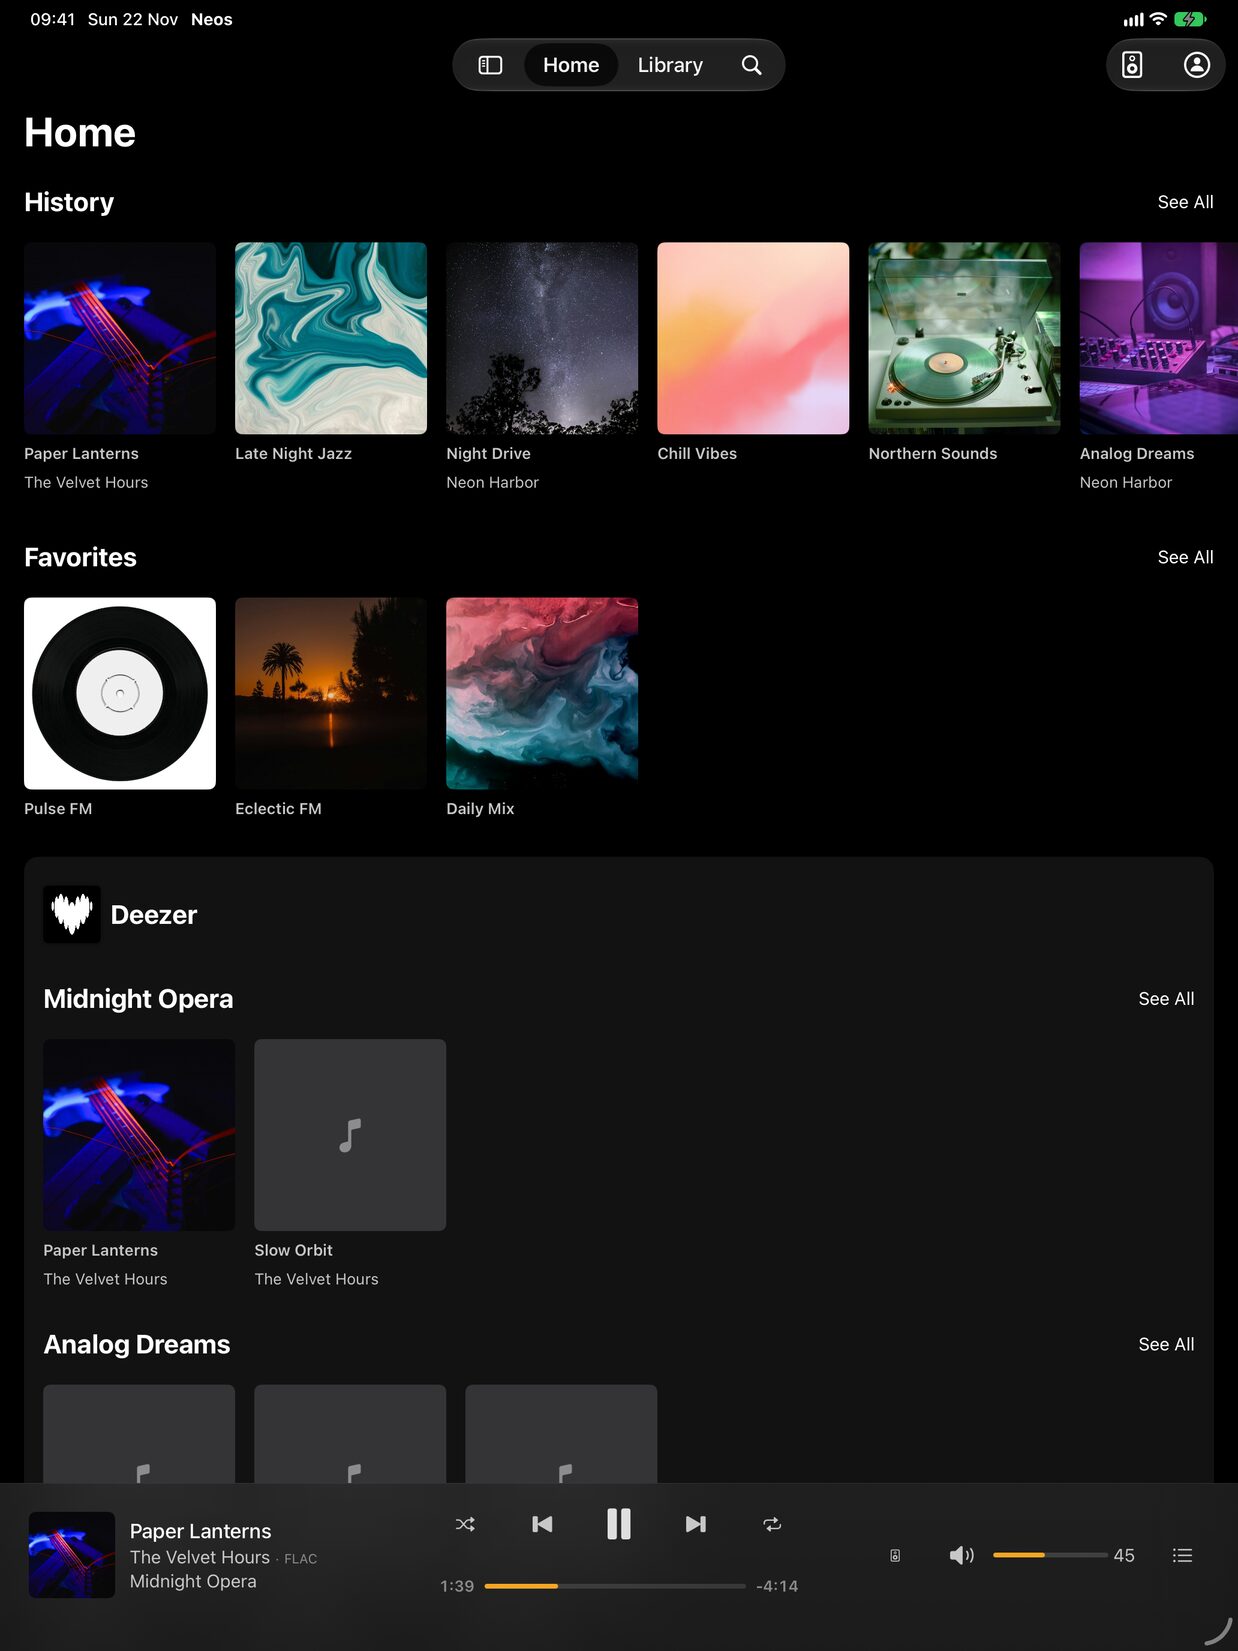 09:41 Sun 22 Nov Neos
Home Library
Home
History See All
Paper Lanterns
The Velvet Hours
Late Night Jazz
Night Drive
Neon Harbor
Chill Vibes
Northern Sounds
Analog Dreams
Neon Harbor
Favorites See All
Pulse FM
Eclectic FM
Daily Mix
Deezer
Midnight Opera See All
Paper Lanterns
The Velvet Hours
Slow Orbit
The Velvet Hours
Analog Dreams See All
Paper Lanterns
The Velvet Hours · FLAC
Midnight Opera
1:39 -4:14
45